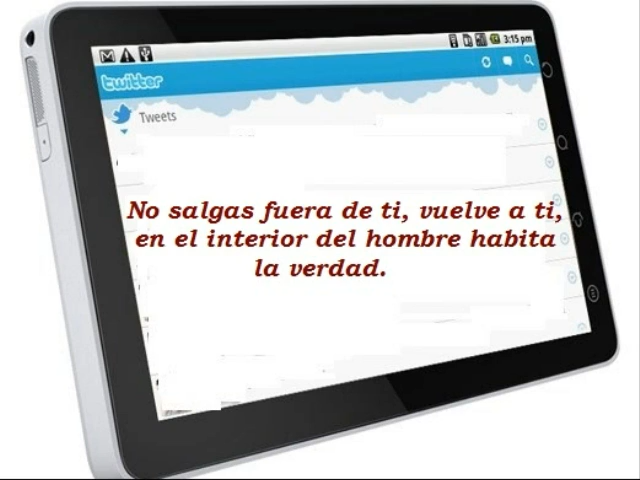 3:15 pm
twitter
Tweets
No salgas fuera de ti, vuelve a ti,
en el interior del hombre habita
la verdad.